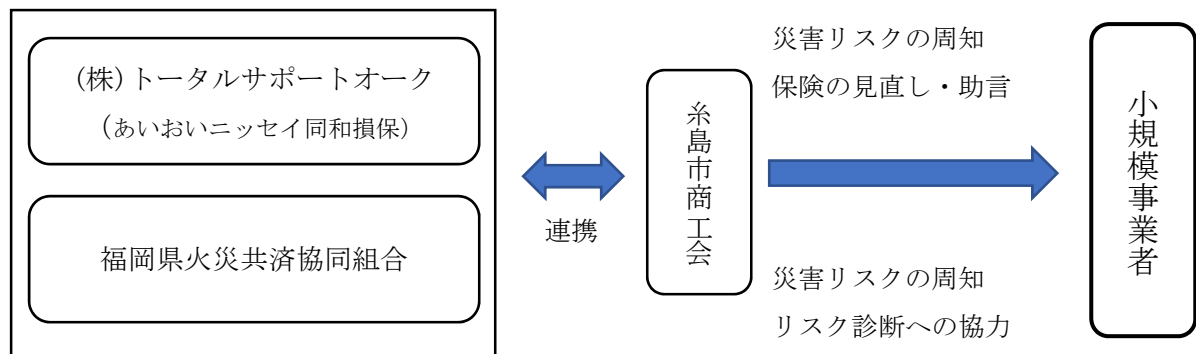 (株)トータルサポートオーク
(あいおいニッセイ同和損保)
福岡県火災共済協同組合
連携
糸島市商工会
災害リスクの周知
保険の見直し・助言
災害リスクの周知
リスク診断への協力
小規模事業者